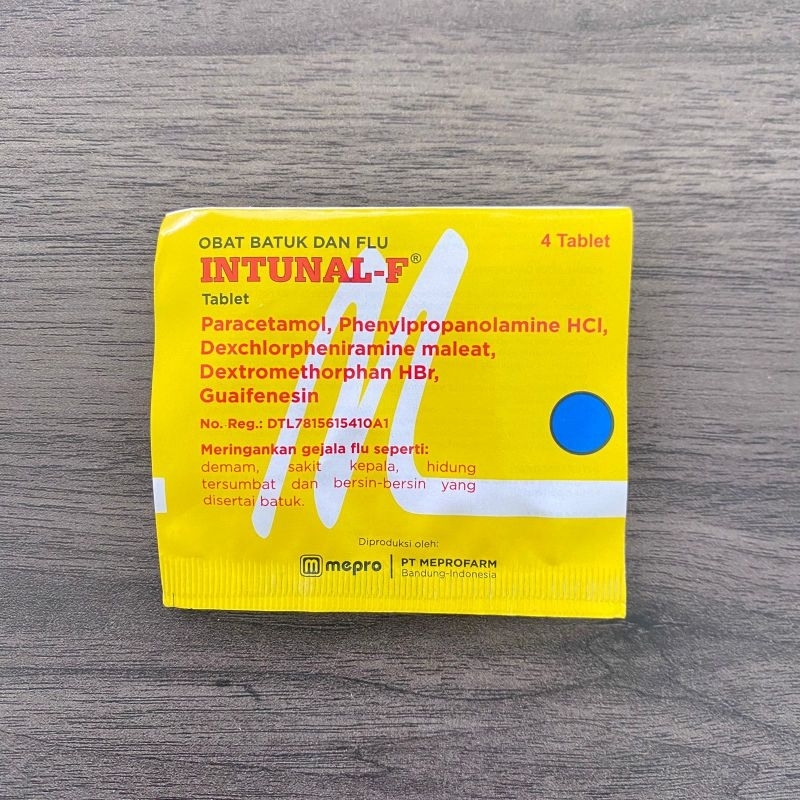 OBAT BATUK DAN FLU
4 Tablet
INTUNAL-F®
Tablet
Paracetamol, Phenylpropanolamine HCl,
Dexchlorpheniramine maleat,
Dextromethorphan HBr,
Guaifenesin
No. Reg.: DTL7815615410A1
Meringankan gejala flu seperti:
demam, sakit kepala, hidung
tersumbat dan bersin-bersin yang
disertai batuk.
Diproduksi oleh:
mepro
PT MEPROFARM
Bandung-Indonesia